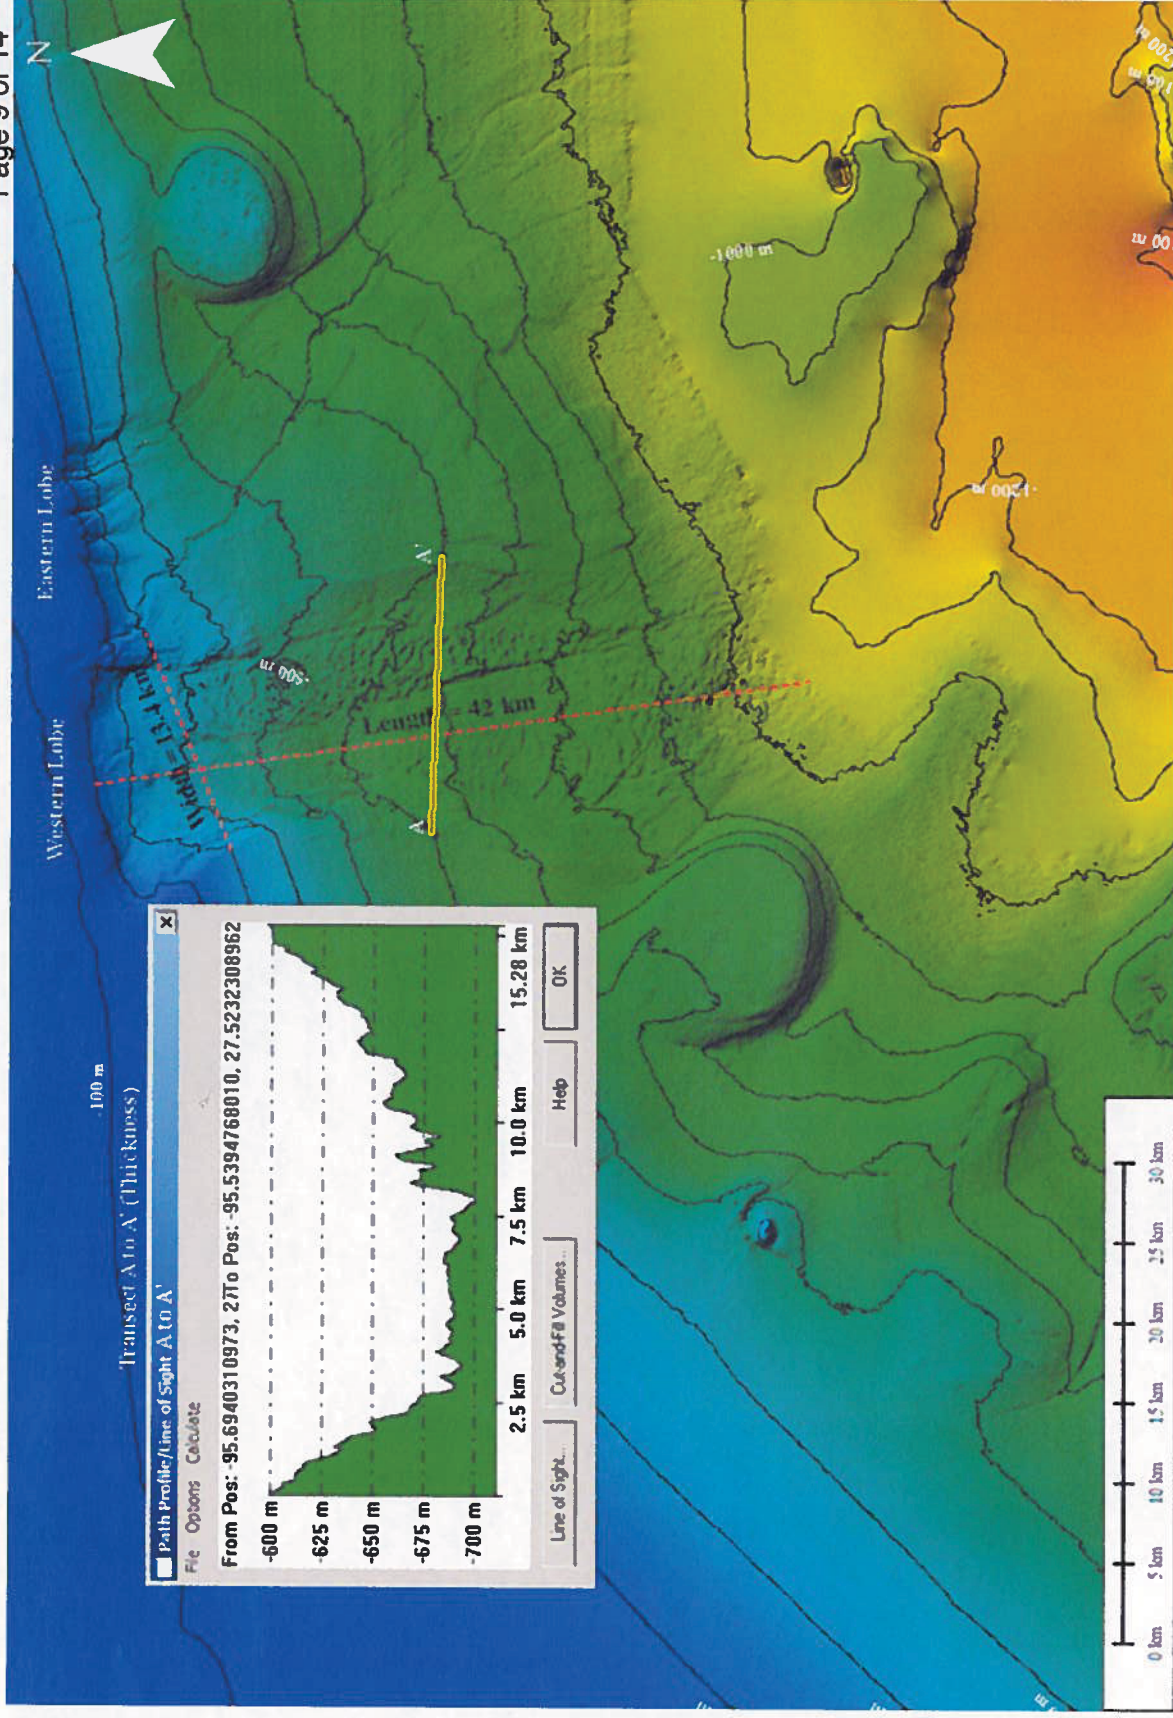 Page 9 of 14
N
Western Lobe
Eastern Lobe
-100 m
Transect A to A' (Thickness)
Path Profile/Line of Sight A to A'
File Options Calculate
From Pos: -95.6940310973, 27To Pos: -95.5394768010, 27.5232308962
-600 m
-625 m
-650 m
-675 m
-700 m
2.5 km
5.0 km
7.5 km
10.0 km
15.28 km
Line of Sight...
Cut-and-Fill Volumes...
Help
OK
Width = 13.4 km
-600 m
Length = 42 km
A
A'
-1000 m
-1200 m
0 km
5 km
10 km
15 km
20 km
25 km
30 km